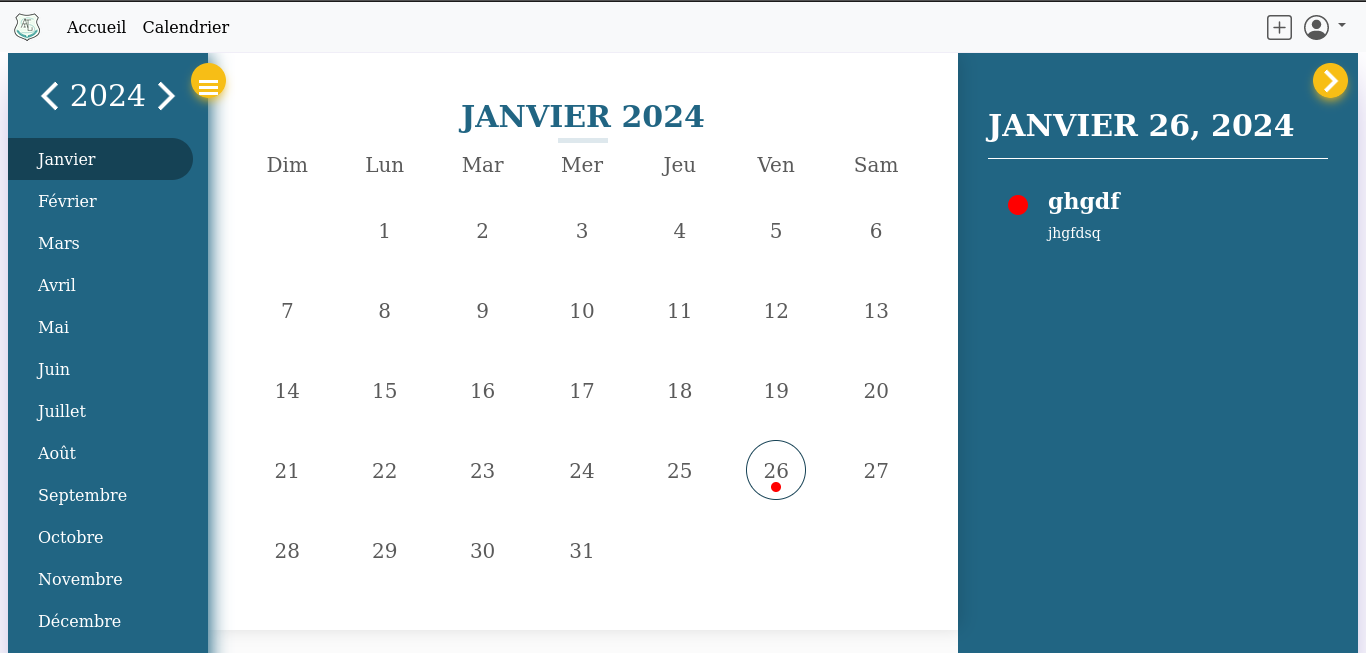 Accueil Calendrier
2024
Janvier
Février
Mars
Avril
Mai
Juin
Juillet
Août
Septembre
Octobre
Novembre
Décembre
JANVIER 2024
Dim Lun Mar Mer Jeu Ven Sam
1 2 3 4 5 6
7 8 9 10 11 12 13
14 15 16 17 18 19 20
21 22 23 24 25 26 27
28 29 30 31
JANVIER 26, 2024
ghgdf
jhgfdsq